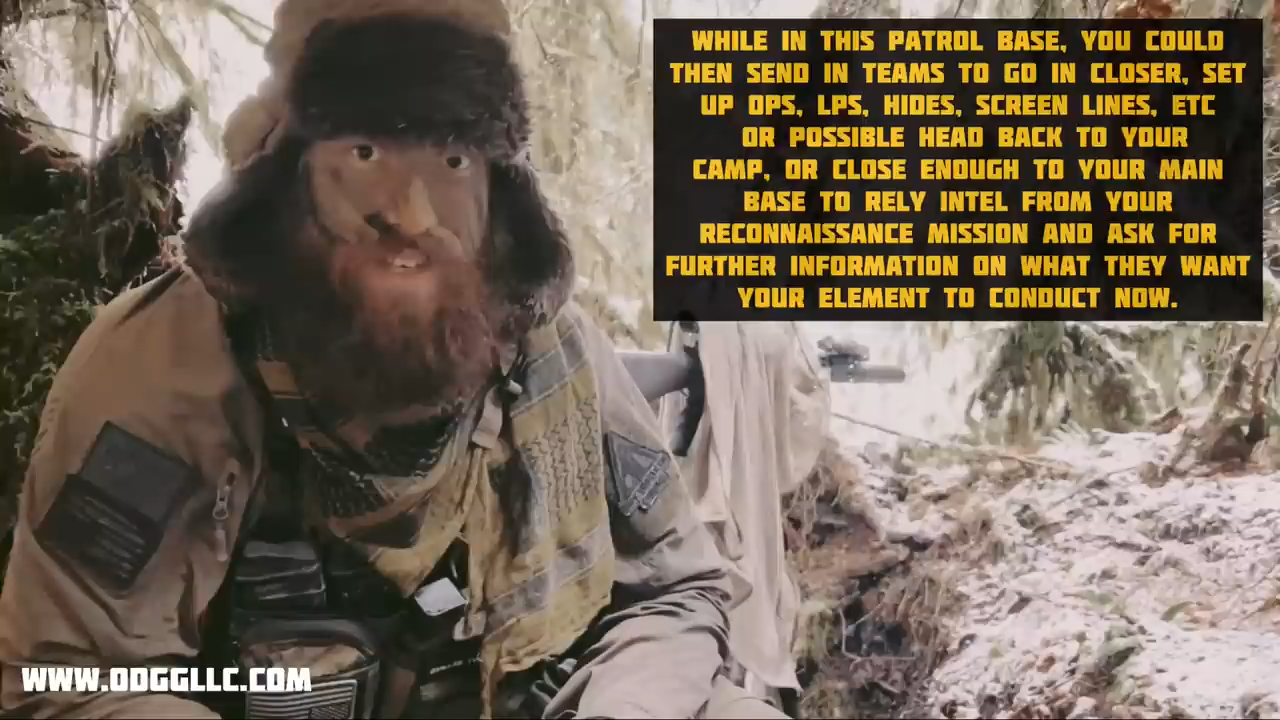 WHILE IN THIS PATROL BASE, YOU COULD
THEN SEND IN TEAMS TO GO IN CLOSER, SET
UP OPS, LPS, HIDES, SCREEN LINES, ETC
OR POSSIBLE HEAD BACK TO YOUR
CAMP, OR CLOSE ENOUGH TO YOUR MAIN
BASE TO RELY INTEL FROM YOUR
RECONNAISSANCE MISSION AND ASK FOR
FURTHER INFORMATION ON WHAT THEY WANT
YOUR ELEMENT TO CONDUCT NOW.
WWW.ODGGLLC.COM